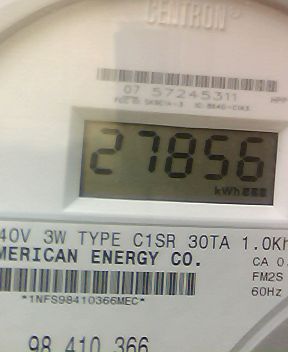 CENTRON®
07 57245311
27856
kWh
40V 3W TYPE C1SR 30TA 1.0Kh
MERICAN ENERGY CO.
CA 0.
FM2S
60Hz
*1NFS98410366MEC*
98 410 366